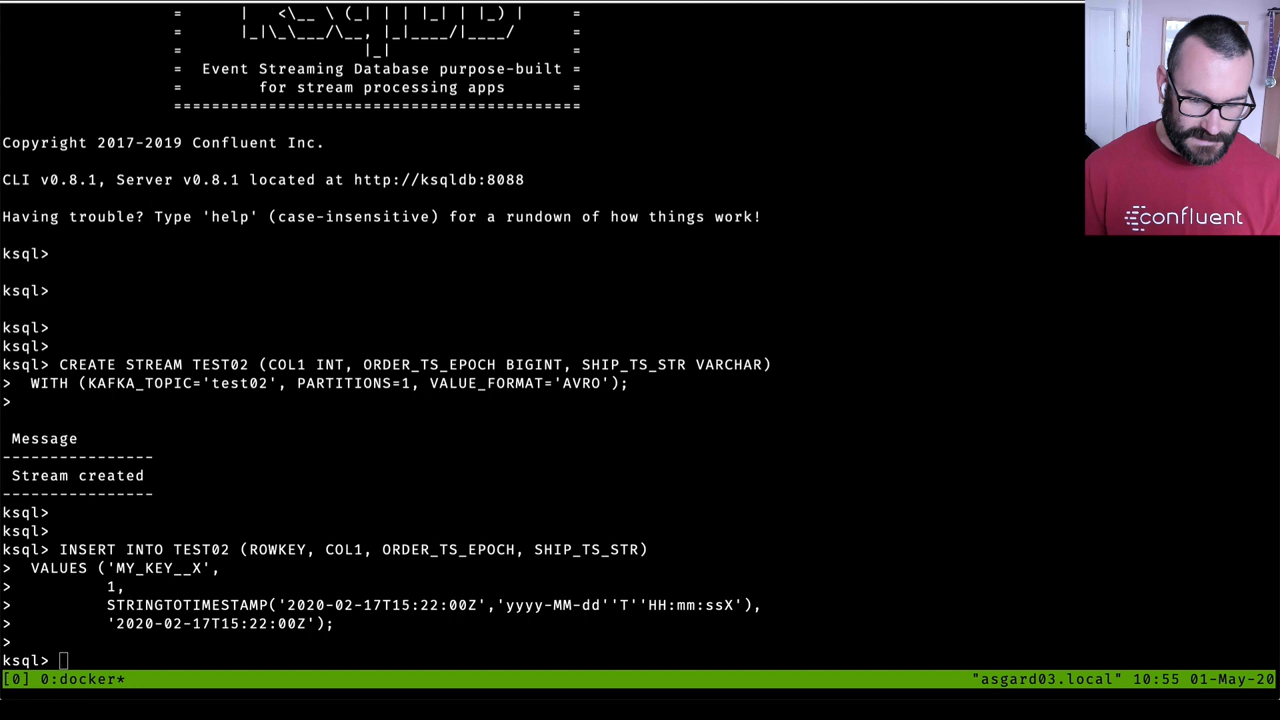 =      |   <\__ \ (_| | | |_| | |_) |     =
=      |_|\_\___/\__, |_|____/|____/      =
=                   |_|                   =
=  Event Streaming Database purpose-built =
=        for stream processing apps       =
===========================================
Copyright 2017-2019 Confluent Inc.
CLI v0.8.1, Server v0.8.1 located at http://ksqldb:8088
Having trouble? Type 'help' (case-insensitive) for a rundown of how things work!
ksql>
ksql>
ksql>
ksql>
ksql> CREATE STREAM TEST02 (COL1 INT, ORDER_TS_EPOCH BIGINT, SHIP_TS_STR VARCHAR)
>  WITH (KAFKA_TOPIC='test02', PARTITIONS=1, VALUE_FORMAT='AVRO');
>
Message
----------------
Stream created
----------------
ksql>
ksql>
ksql> INSERT INTO TEST02 (ROWKEY, COL1, ORDER_TS_EPOCH, SHIP_TS_STR)
>  VALUES ('MY_KEY__X',
>          1,
>          STRINGTOTIMESTAMP('2020-02-17T15:22:00Z','yyyy-MM-dd''T''HH:mm:ssX'),
>          '2020-02-17T15:22:00Z');
>
ksql>
[0] 0:docker* "asgard03.local" 10:55 01-May-20
confluent